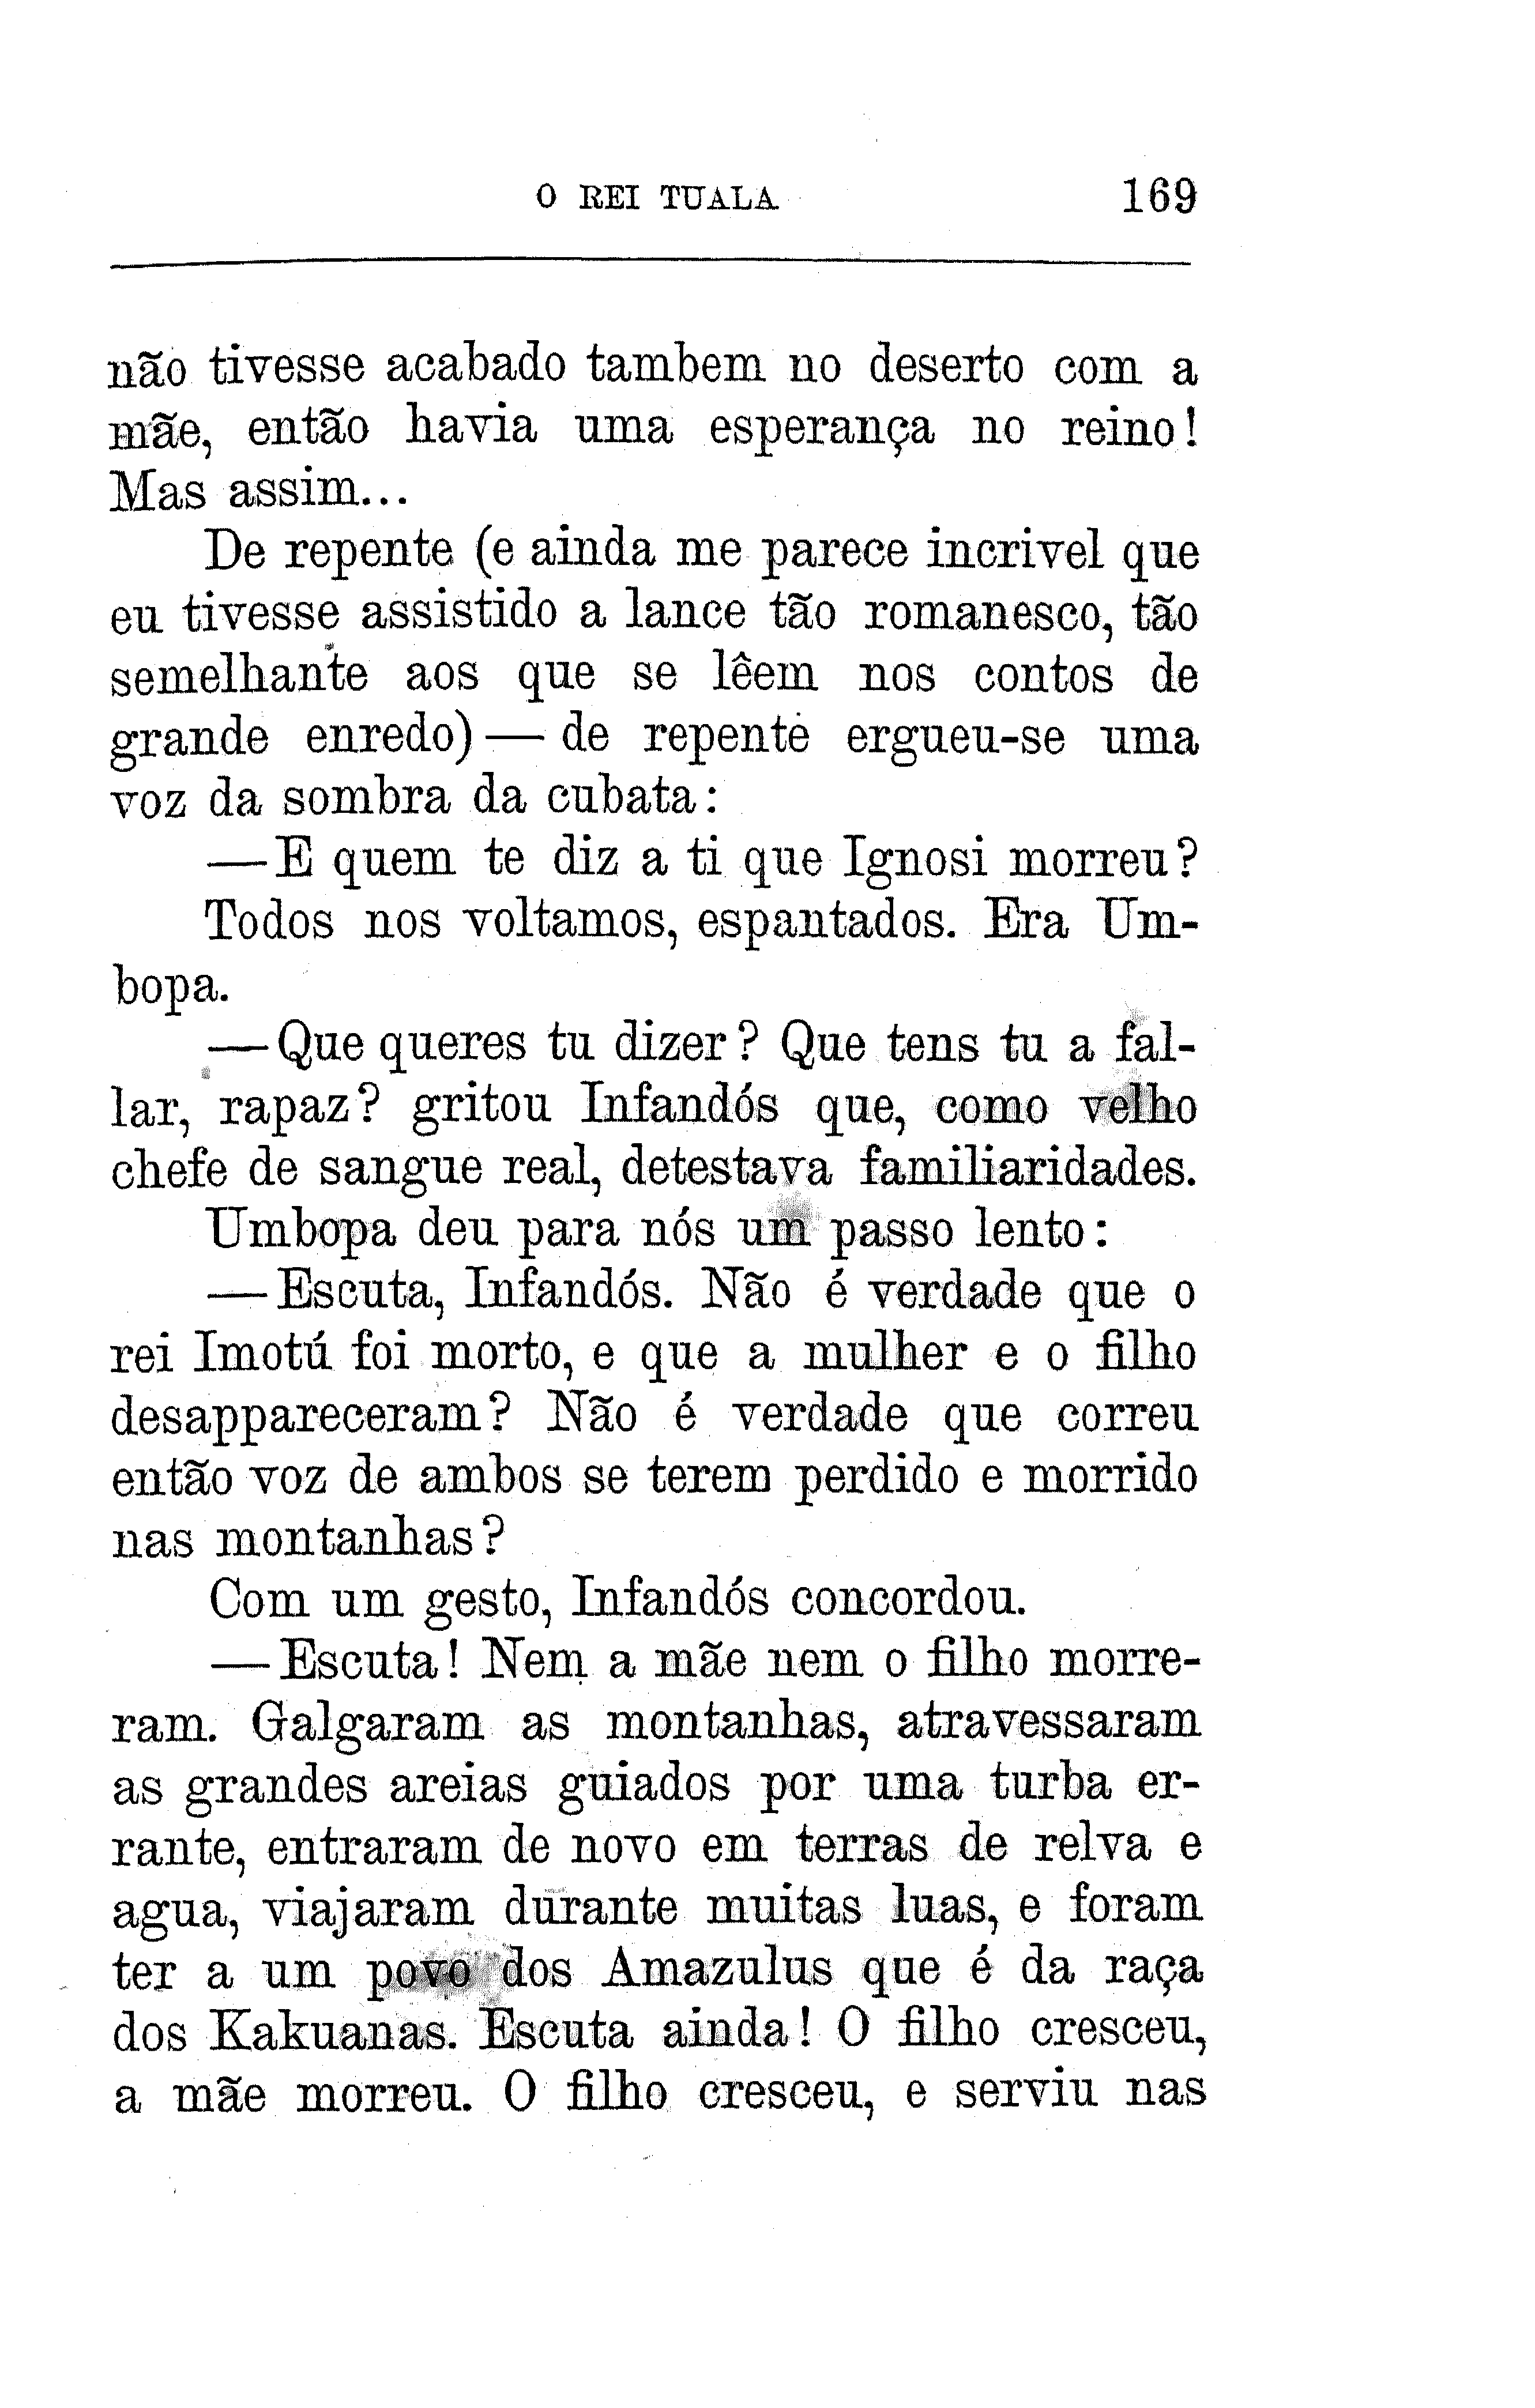 O REI TUALA 169
não tivesse acabado tambem no deserto com a
mãe, então havia uma esperança no reino!
Mas assim...
De repente (e ainda me parece incrivel que
eu tivesse assistido a lance tão romanesco, tão
semelhante aos que se lêem nos contos de
grande enredo) — de repente ergueu-se uma
voz da sombra da cubata:
— E quem te diz a ti que Ignosi morreu?
Todos nos voltamos, espantados. Era Um-
bopa.
— Que queres tu dizer? Que tens tu a fal-
lar, rapaz? gritou Infandós que, como velho
chefe de sangue real, detestava familiaridades.
Umbopa deu para nós um passo lento:
— Escuta, Infandós. Não é verdade que o
rei Imotú foi morto, e que a mulher e o filho
desappareceram? Não é verdade que correu
então voz de ambos se terem perdido e morrido
nas montanhas?
Com um gesto, Infandós concordou.
— Escuta! Nem a mãe nem o filho morre-
ram. Galgaram as montanhas, atravessaram
as grandes areias guiados por uma turba er-
rante, entraram de novo em terras de relva e
agua, viajaram durante muitas luas, e foram
ter a um povo dos Amazulus que é da raça
dos Kakuanas. Escuta ainda! O filho cresceu,
a mãe morreu. O filho cresceu, e serviu nas